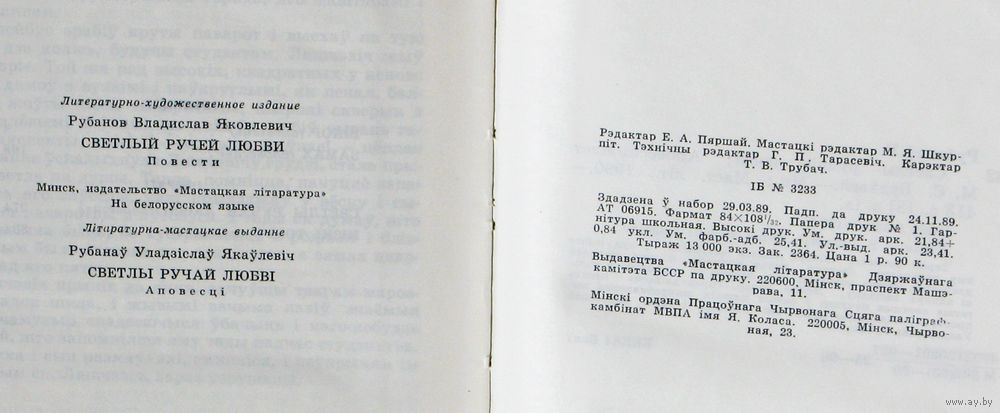 Литературно-художественное издание
Рубанов Владислав Яковлевич
СВЕТЛЫЙ РУЧЕЙ ЛЮБВИ
Повести
Минск, издательство «Мастацкая літаратура»
На белорусском языке
Літаратурна-мастацкае выданне
Рубанаў Уладзіслаў Якаўлевіч
СВЕТЛЫ РУЧАЙ ЛЮБВІ
Аповесці
Рэдактар Е. А. Пяршай. Мастацкі рэдактар М. Я. Шкур-
піт. Тэхнічны рэдактар Г. П. Тарасевіч. Карэктар
Т. В. Трубач.
ІБ № 3233
Здадзена ў набор 29.03.89. Падп. да друку 24.11.89.
АТ 06915. Фармат 84×108¹/₃₂. Папера друк № 1. Гар-
нітура школьная. Высокі друк. Ум. друк. арк. 21,84+
0,84 укл. Ум. фарб.-адб. 25,41. Ул.-выд. арк. 23,41.
Тыраж 13 000 экз. Зак. 2364. Цана 1 р. 90 к.
Выдавецтва «Мастацкая літаратура» Дзяржаўнага
камітэта БССР па друку. 220600, Мінск, праспект Машэ-
рава, 11.
Мінскі ордэна Працоўнага Чырвонага Сцяга паліграф-
камбінат МВПА імя Я. Коласа. 220005, Мінск, Чырво-
ная, 23.
www.ay.by